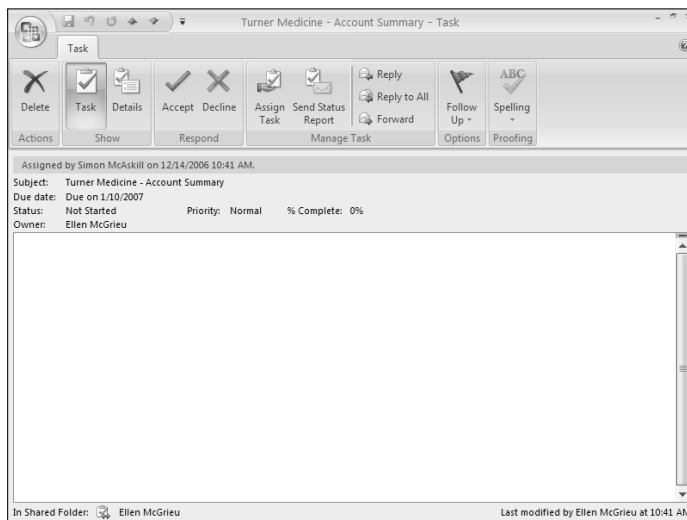 Turner Medicine - Account Summary - Task
Task
Delete Task Details Accept Decline Assign Task Send Status Report Reply Reply to All Forward Follow Up Spelling
ABC
Actions Show Respond Manage Task Options Proofing
Assigned by Simon McAskill on 12/14/2006 10:41 AM.
Subject: Turner Medicine - Account Summary
Due date: Due on 1/10/2007
Status: Not Started Priority: Normal % Complete: 0%
Owner: Ellen McGrieu
In Shared Folder: Ellen McGrieu Last modified by Ellen McGrieu at 10:41 AM